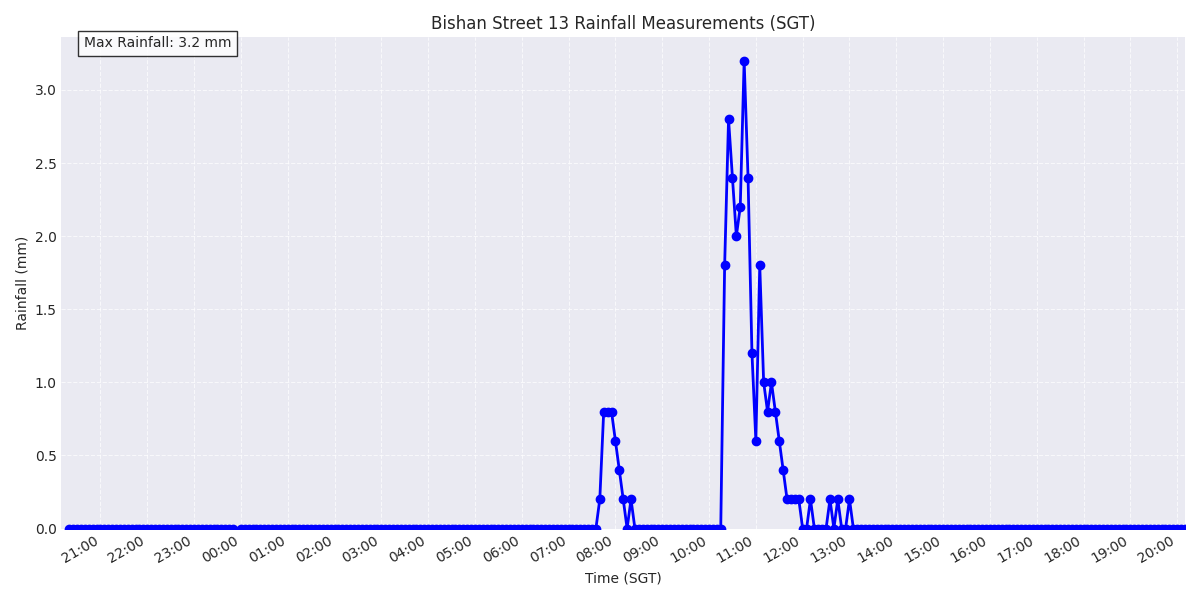 Bishan Street 13 Rainfall Measurements (SGT)
Max Rainfall: 3.2 mm
Rainfall (mm)
3.0
2.5
2.0
1.5
1.0
0.5
0.0
21:00 22:00 23:00 00:00 01:00 02:00 03:00 04:00 05:00 06:00 07:00 08:00 09:00 10:00 11:00 12:00 13:00 14:00 15:00 16:00 17:00 18:00 19:00 20:00
Time (SGT)